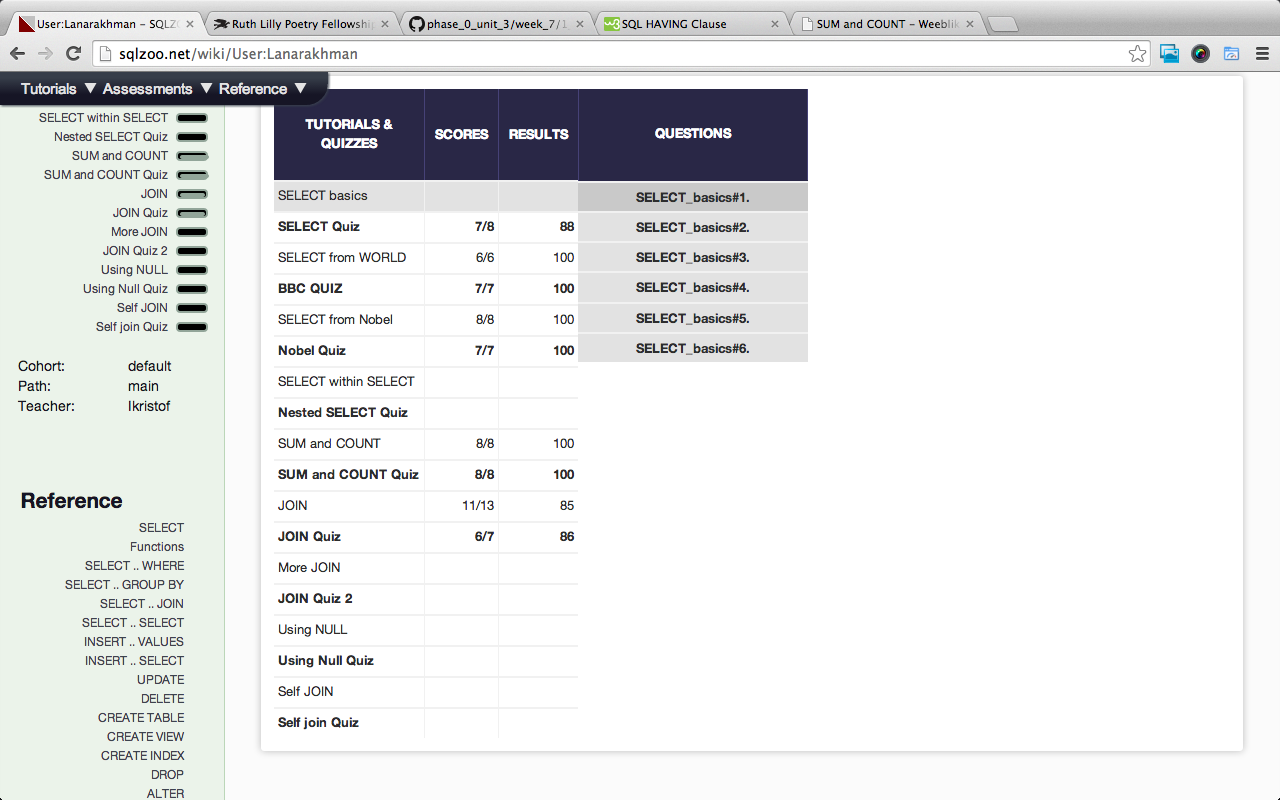 User:Lanarakhman – SQLZ
Ruth Lilly Poetry Fellowship
phase_0_unit_3/week_7/1
SQL HAVING Clause
SUM and COUNT – Weeblik
sqlzoo.net/wiki/User:Lanarakhman
Tutorials ▼ Assessments ▼ Reference ▼
SELECT within SELECT
Nested SELECT Quiz
SUM and COUNT
SUM and COUNT Quiz
JOIN
JOIN Quiz
More JOIN
JOIN Quiz 2
Using NULL
Using Null Quiz
Self JOIN
Self join Quiz
Cohort: default
Path: main
Teacher: lkristof
Reference
SELECT
Functions
SELECT .. WHERE
SELECT .. GROUP BY
SELECT .. JOIN
SELECT .. SELECT
INSERT .. VALUES
INSERT .. SELECT
UPDATE
DELETE
CREATE TABLE
CREATE VIEW
CREATE INDEX
DROP
ALTER
TUTORIALS &
QUIZZES
SCORES
RESULTS
QUESTIONS
SELECT basics
SELECT Quiz 7/8 88
SELECT from WORLD 6/6 100
BBC QUIZ 7/7 100
SELECT from Nobel 8/8 100
Nobel Quiz 7/7 100
SELECT within SELECT
Nested SELECT Quiz
SUM and COUNT 8/8 100
SUM and COUNT Quiz 8/8 100
JOIN 11/13 85
JOIN Quiz 6/7 86
More JOIN
JOIN Quiz 2
Using NULL
Using Null Quiz
Self JOIN
Self join Quiz
SELECT_basics#1.
SELECT_basics#2.
SELECT_basics#3.
SELECT_basics#4.
SELECT_basics#5.
SELECT_basics#6.